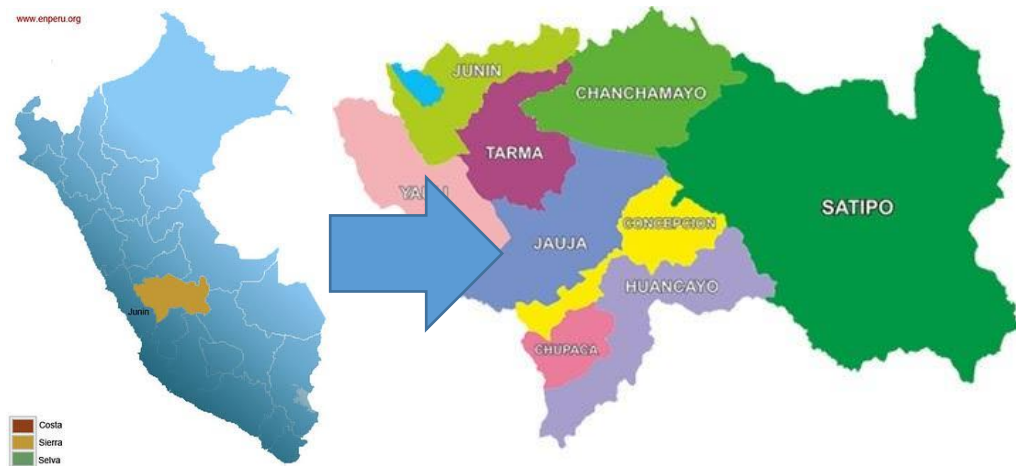 www.enperu.org
Junin
Costa
Sierra
Selva
JUNIN
CHANCHAMAYO
TARMA
SATIPO
CONCEPCION
JAUJA
HUANCAYO
CHUPACA